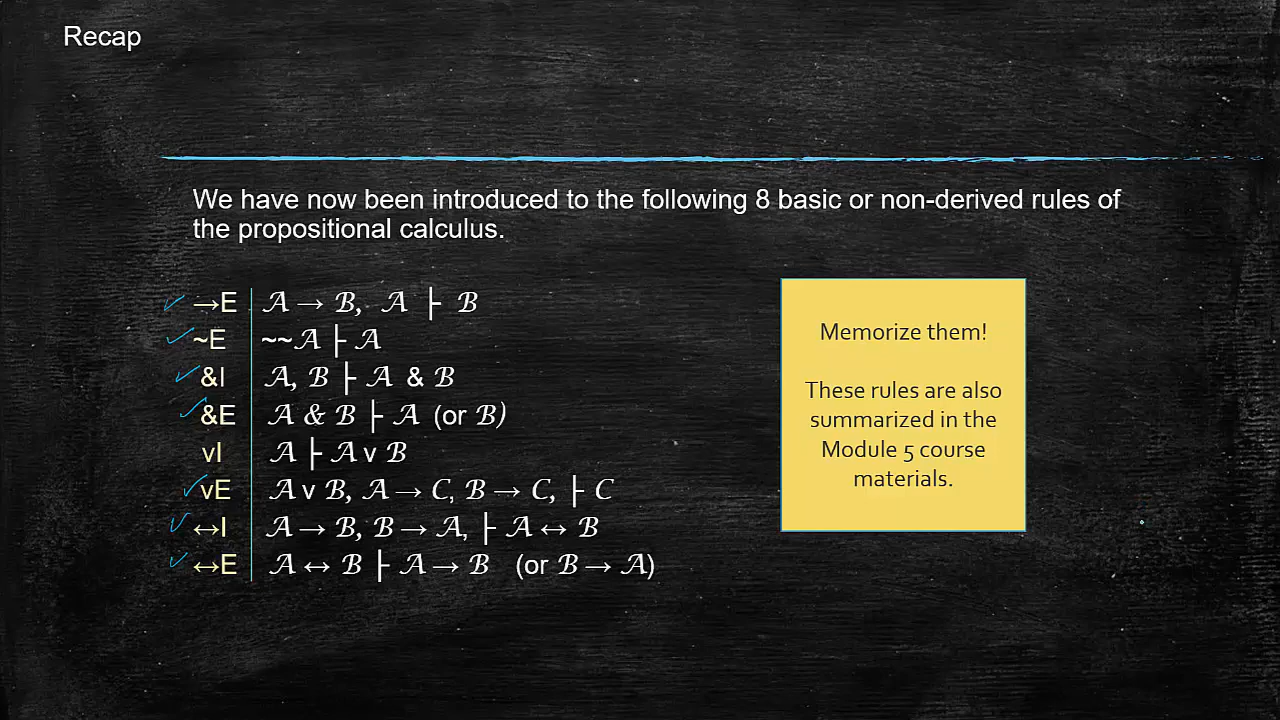 Recap
We have now been introduced to the following 8 basic or non-derived rules of
the propositional calculus.
→E 𝒜 → ℬ, 𝒜 ├ ℬ
~E ~~𝒜 ├ 𝒜
&I 𝒜, ℬ ├ 𝒜 & ℬ
&E 𝒜 & ℬ ├ 𝒜 (or ℬ)
vI 𝒜 ├ 𝒜 v ℬ
vE 𝒜 v ℬ, 𝒜 → 𝒞, ℬ → 𝒞, ├ 𝒞
↔I 𝒜 → ℬ, ℬ → 𝒜, ├ 𝒜 ↔ ℬ
↔E 𝒜 ↔ ℬ ├ 𝒜 → ℬ (or ℬ → 𝒜)
Memorize them!
These rules are also
summarized in the
Module 5 course
materials.